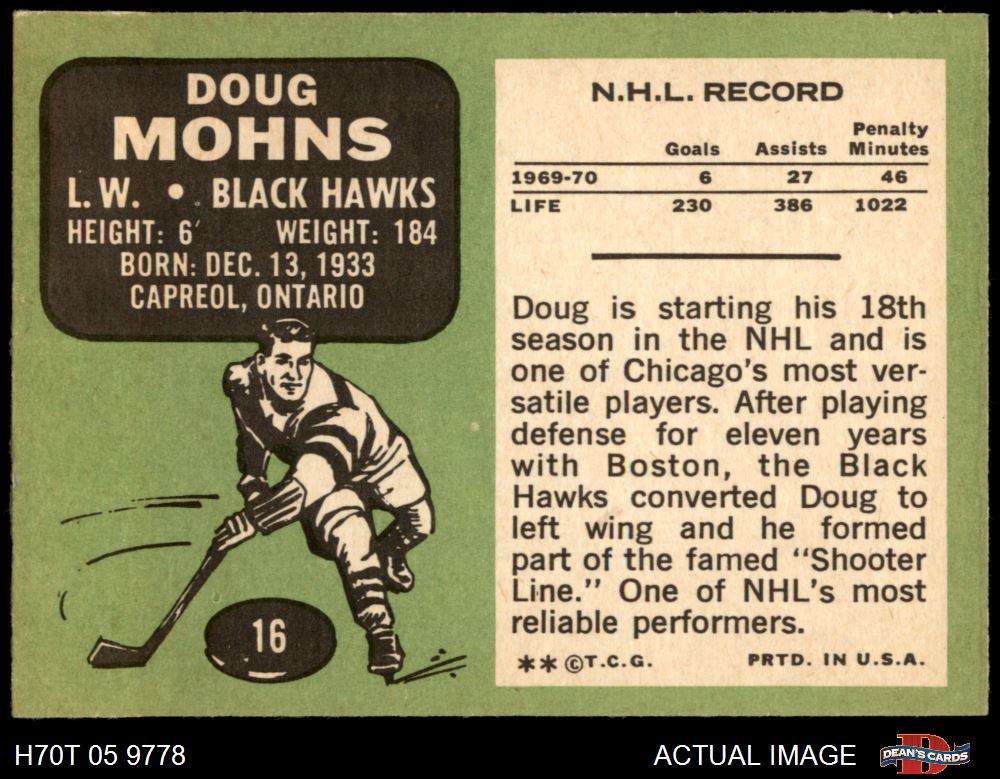 DOUG
MOHNS
L.W. • BLACK HAWKS
HEIGHT: 6' WEIGHT: 184
BORN: DEC. 13, 1933
CAPREOL, ONTARIO
16
N.H.L. RECORD
Goals Assists Penalty Minutes
1969-70 6 27 46
LIFE 230 386 1022
Doug is starting his 18th
season in the NHL and is
one of Chicago's most ver-
satile players. After playing
defense for eleven years
with Boston, the Black
Hawks converted Doug to
left wing and he formed
part of the famed "Shooter
Line." One of NHL's most
reliable performers.
** ©T.C.G. PRTD. IN U.S.A.
H70T 05 9778 ACTUAL IMAGE D DEAN'S CARDS